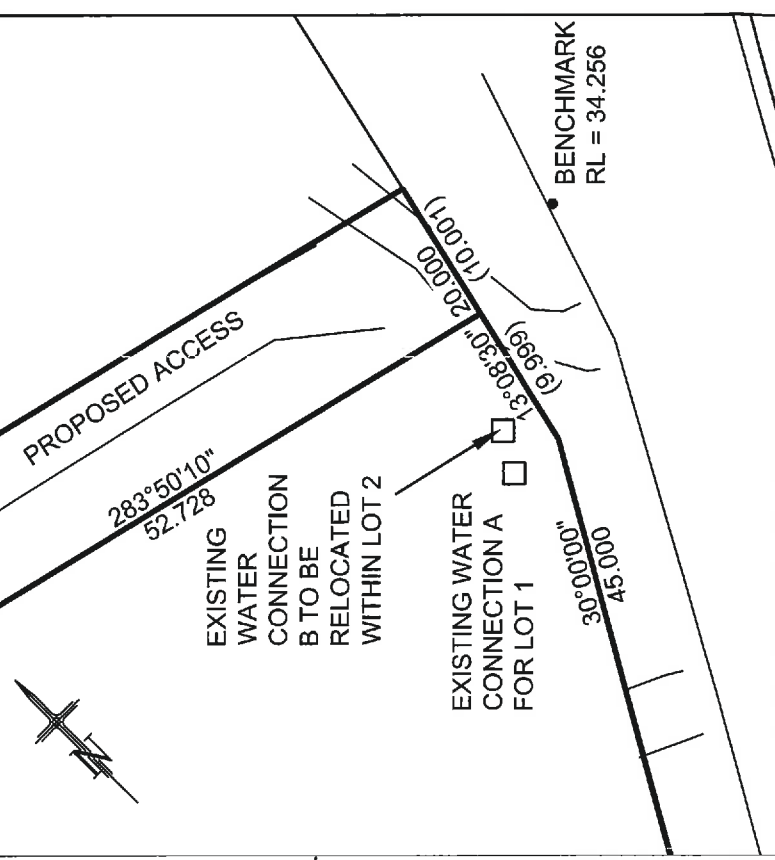 PROPOSED ACCESS
283°50'10"
52.728
20.000
(10.001)
13°08'30"
(9.999)
BENCHMARK
RL = 34.256
EXISTING
WATER
CONNECTION
B TO BE
RELOCATED
WITHIN LOT 2
EXISTING WATER
CONNECTION A
FOR LOT 1
30°00'00"
45.000
N